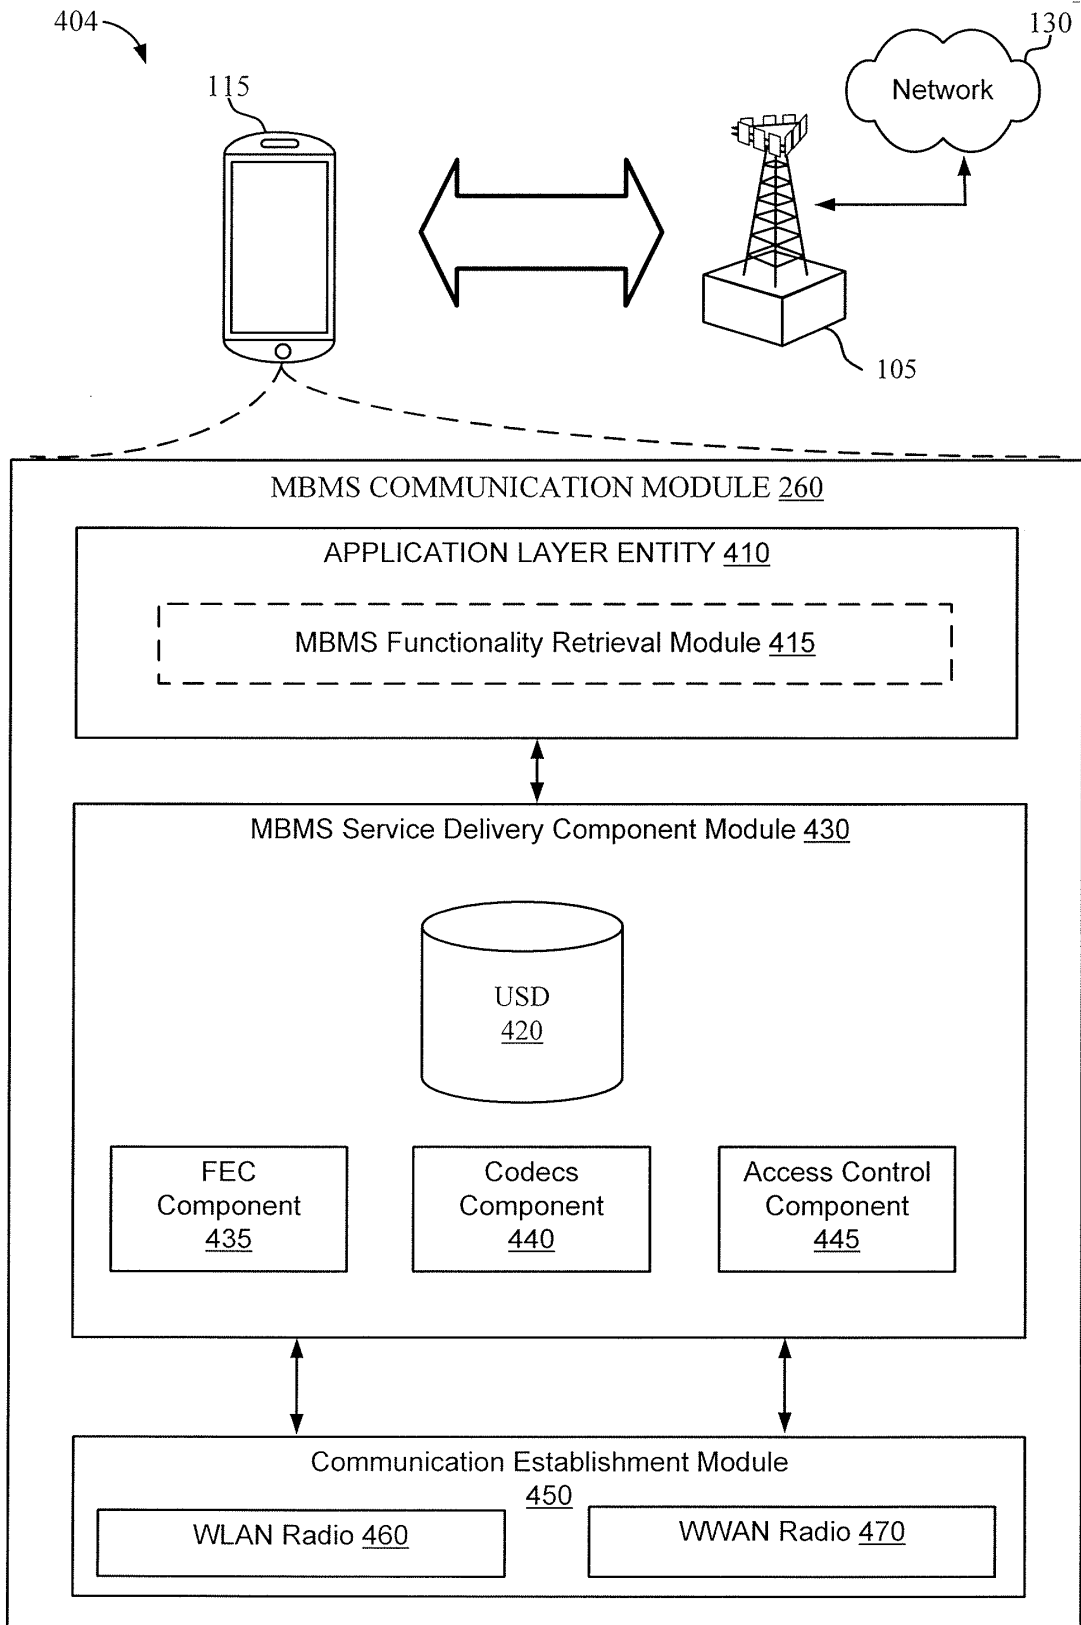 404
115
130
Network
105
MBMS COMMUNICATION MODULE 260
APPLICATION LAYER ENTITY 410
MBMS Functionality Retrieval Module 415
MBMS Service Delivery Component Module 430
USD
420
FEC
Component
435
Codecs
Component
440
Access Control
Component
445
Communication Establishment Module
450
WLAN Radio 460
WWAN Radio 470